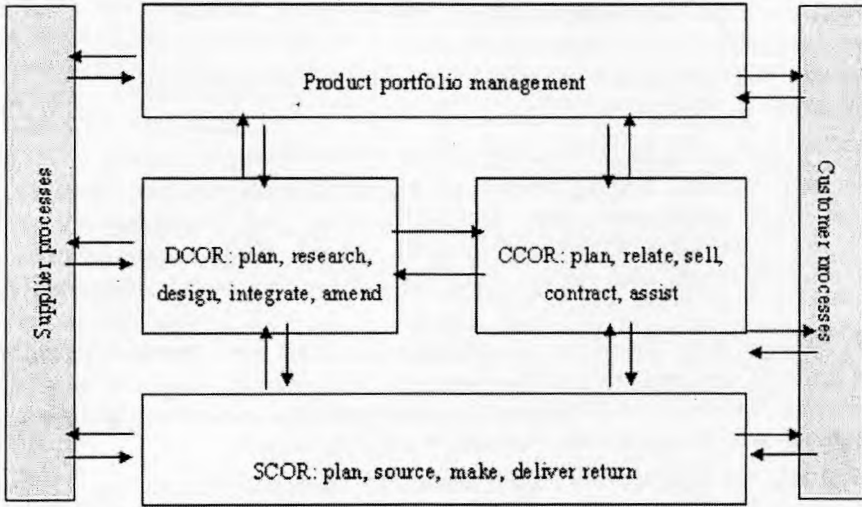 Product portfolio management
Supplier processes
Customer processes
DCOR: plan, research,
design, integrate, amend
CCOR: plan, relate, sell,
contract, assist
SCOR: plan, source, make, deliver return